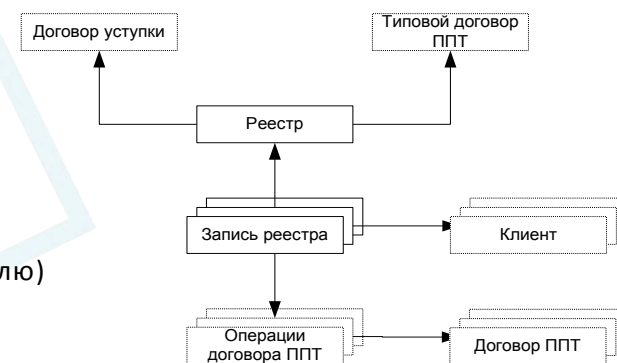 Договор уступки
Типовой договор
ППТ
Реестр
Запись реестра
Клиент
лю)
Операции
договора ППТ
Договор ППТ